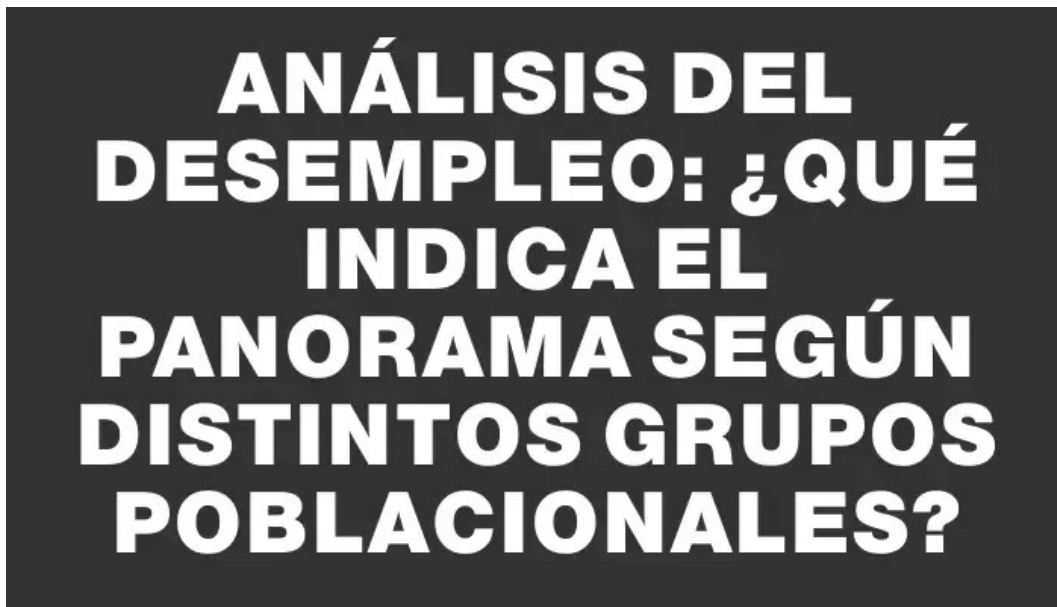 ANÁLISIS DEL
DESEMPLEO: ¿QUÉ
INDICA EL
PANORAMA SEGÚN
DISTINTOS GRUPOS
POBLACIONALES?